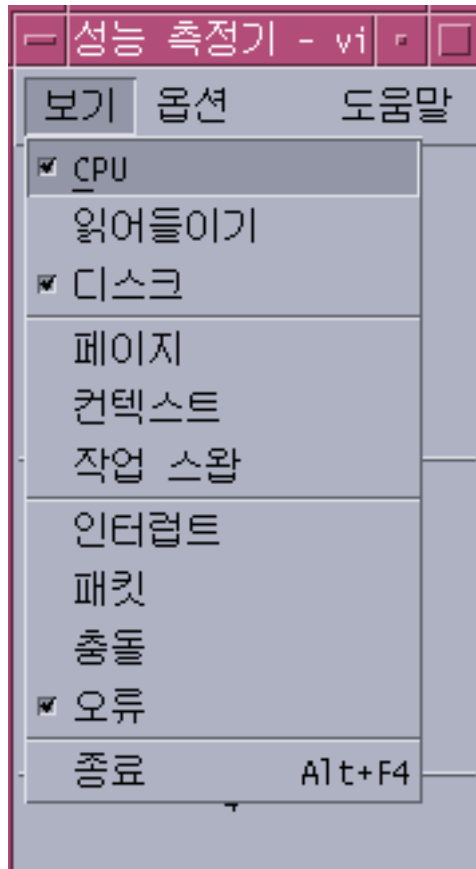 성능 측정기 - vi
보기 옵션 도움말
CPU
읽어들이기
디스크
페이지
컨텍스트
작업 스왑
인터럽트
패킷
충돌
오류
종료 Alt+F4